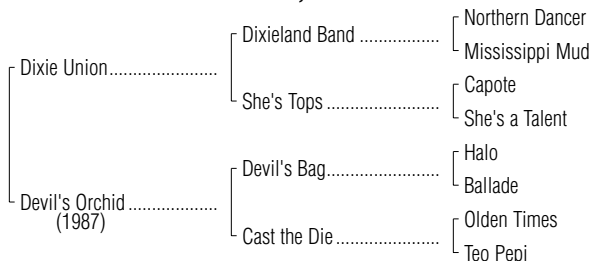 Northern Dancer
Dixieland Band ..................
Mississippi Mud
Dixie Union........................
Capote
She's Tops .........................
She's a Talent
Halo
Devil's Bag.........................
Ballade
Devil's Orchid ....................
(1987)
Olden Times
Cast the Die .......................
Teo Pepi